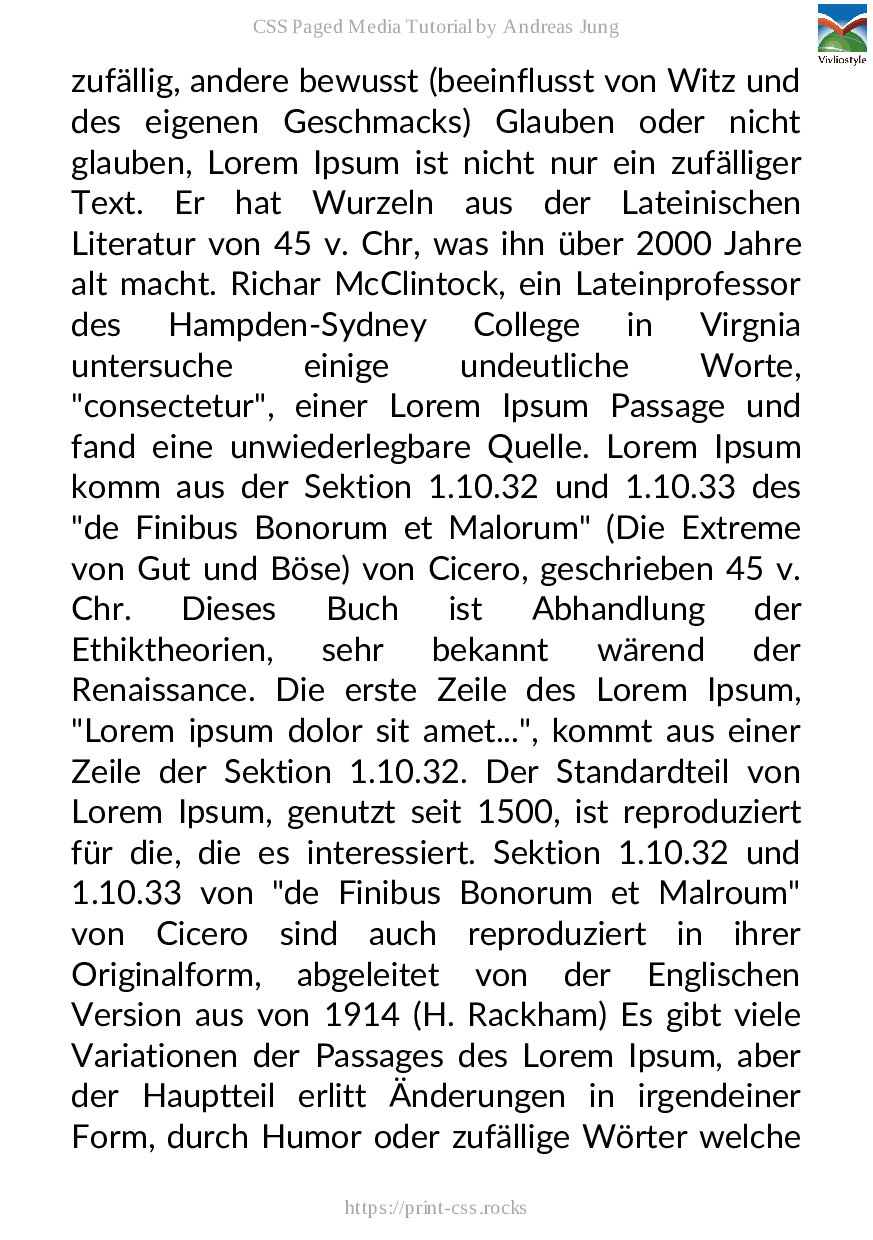 CSS Paged Media Tutorial by Andreas Jung
Vivliostyle
zufällig, andere bewusst (beeinflusst von Witz und
des eigenen Geschmacks) Glauben oder nicht
glauben, Lorem Ipsum ist nicht nur ein zufälliger
Text. Er hat Wurzeln aus der Lateinischen
Literatur von 45 v. Chr, was ihn über 2000 Jahre
alt macht. Richar McClintock, ein Lateinprofessor
des Hampden-Sydney College in Virgnia
untersuche einige undeutliche Worte,
"consectetur", einer Lorem Ipsum Passage und
fand eine unwiederlegbare Quelle. Lorem Ipsum
komm aus der Sektion 1.10.32 und 1.10.33 des
"de Finibus Bonorum et Malorum" (Die Extreme
von Gut und Böse) von Cicero, geschrieben 45 v.
Chr. Dieses Buch ist Abhandlung der
Ethiktheorien, sehr bekannt wärend der
Renaissance. Die erste Zeile des Lorem Ipsum,
"Lorem ipsum dolor sit amet...", kommt aus einer
Zeile der Sektion 1.10.32. Der Standardteil von
Lorem Ipsum, genutzt seit 1500, ist reproduziert
für die, die es interessiert. Sektion 1.10.32 und
1.10.33 von "de Finibus Bonorum et Malroum"
von Cicero sind auch reproduziert in ihrer
Originalform, abgeleitet von der Englischen
Version aus von 1914 (H. Rackham) Es gibt viele
Variationen der Passages des Lorem Ipsum, aber
der Hauptteil erlitt Änderungen in irgendeiner
Form, durch Humor oder zufällige Wörter welche
https://print-css.rocks